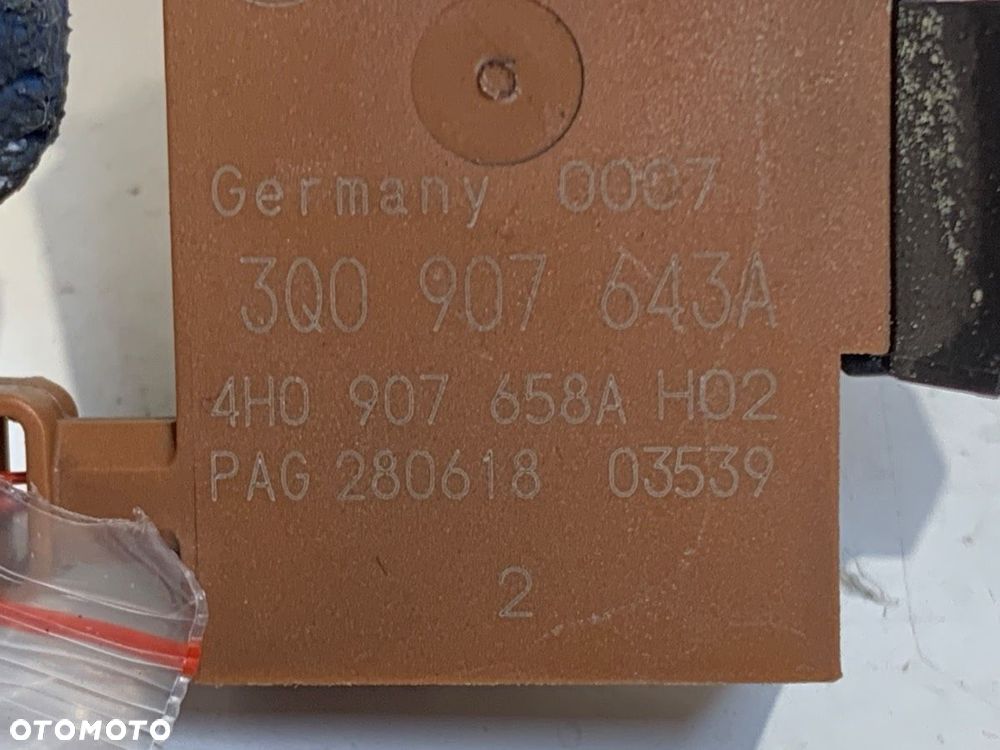 Germany 0007
3Q0 907 643A
4H0 907 658A H02
PAG 280618 03539
2
OTOMOTO